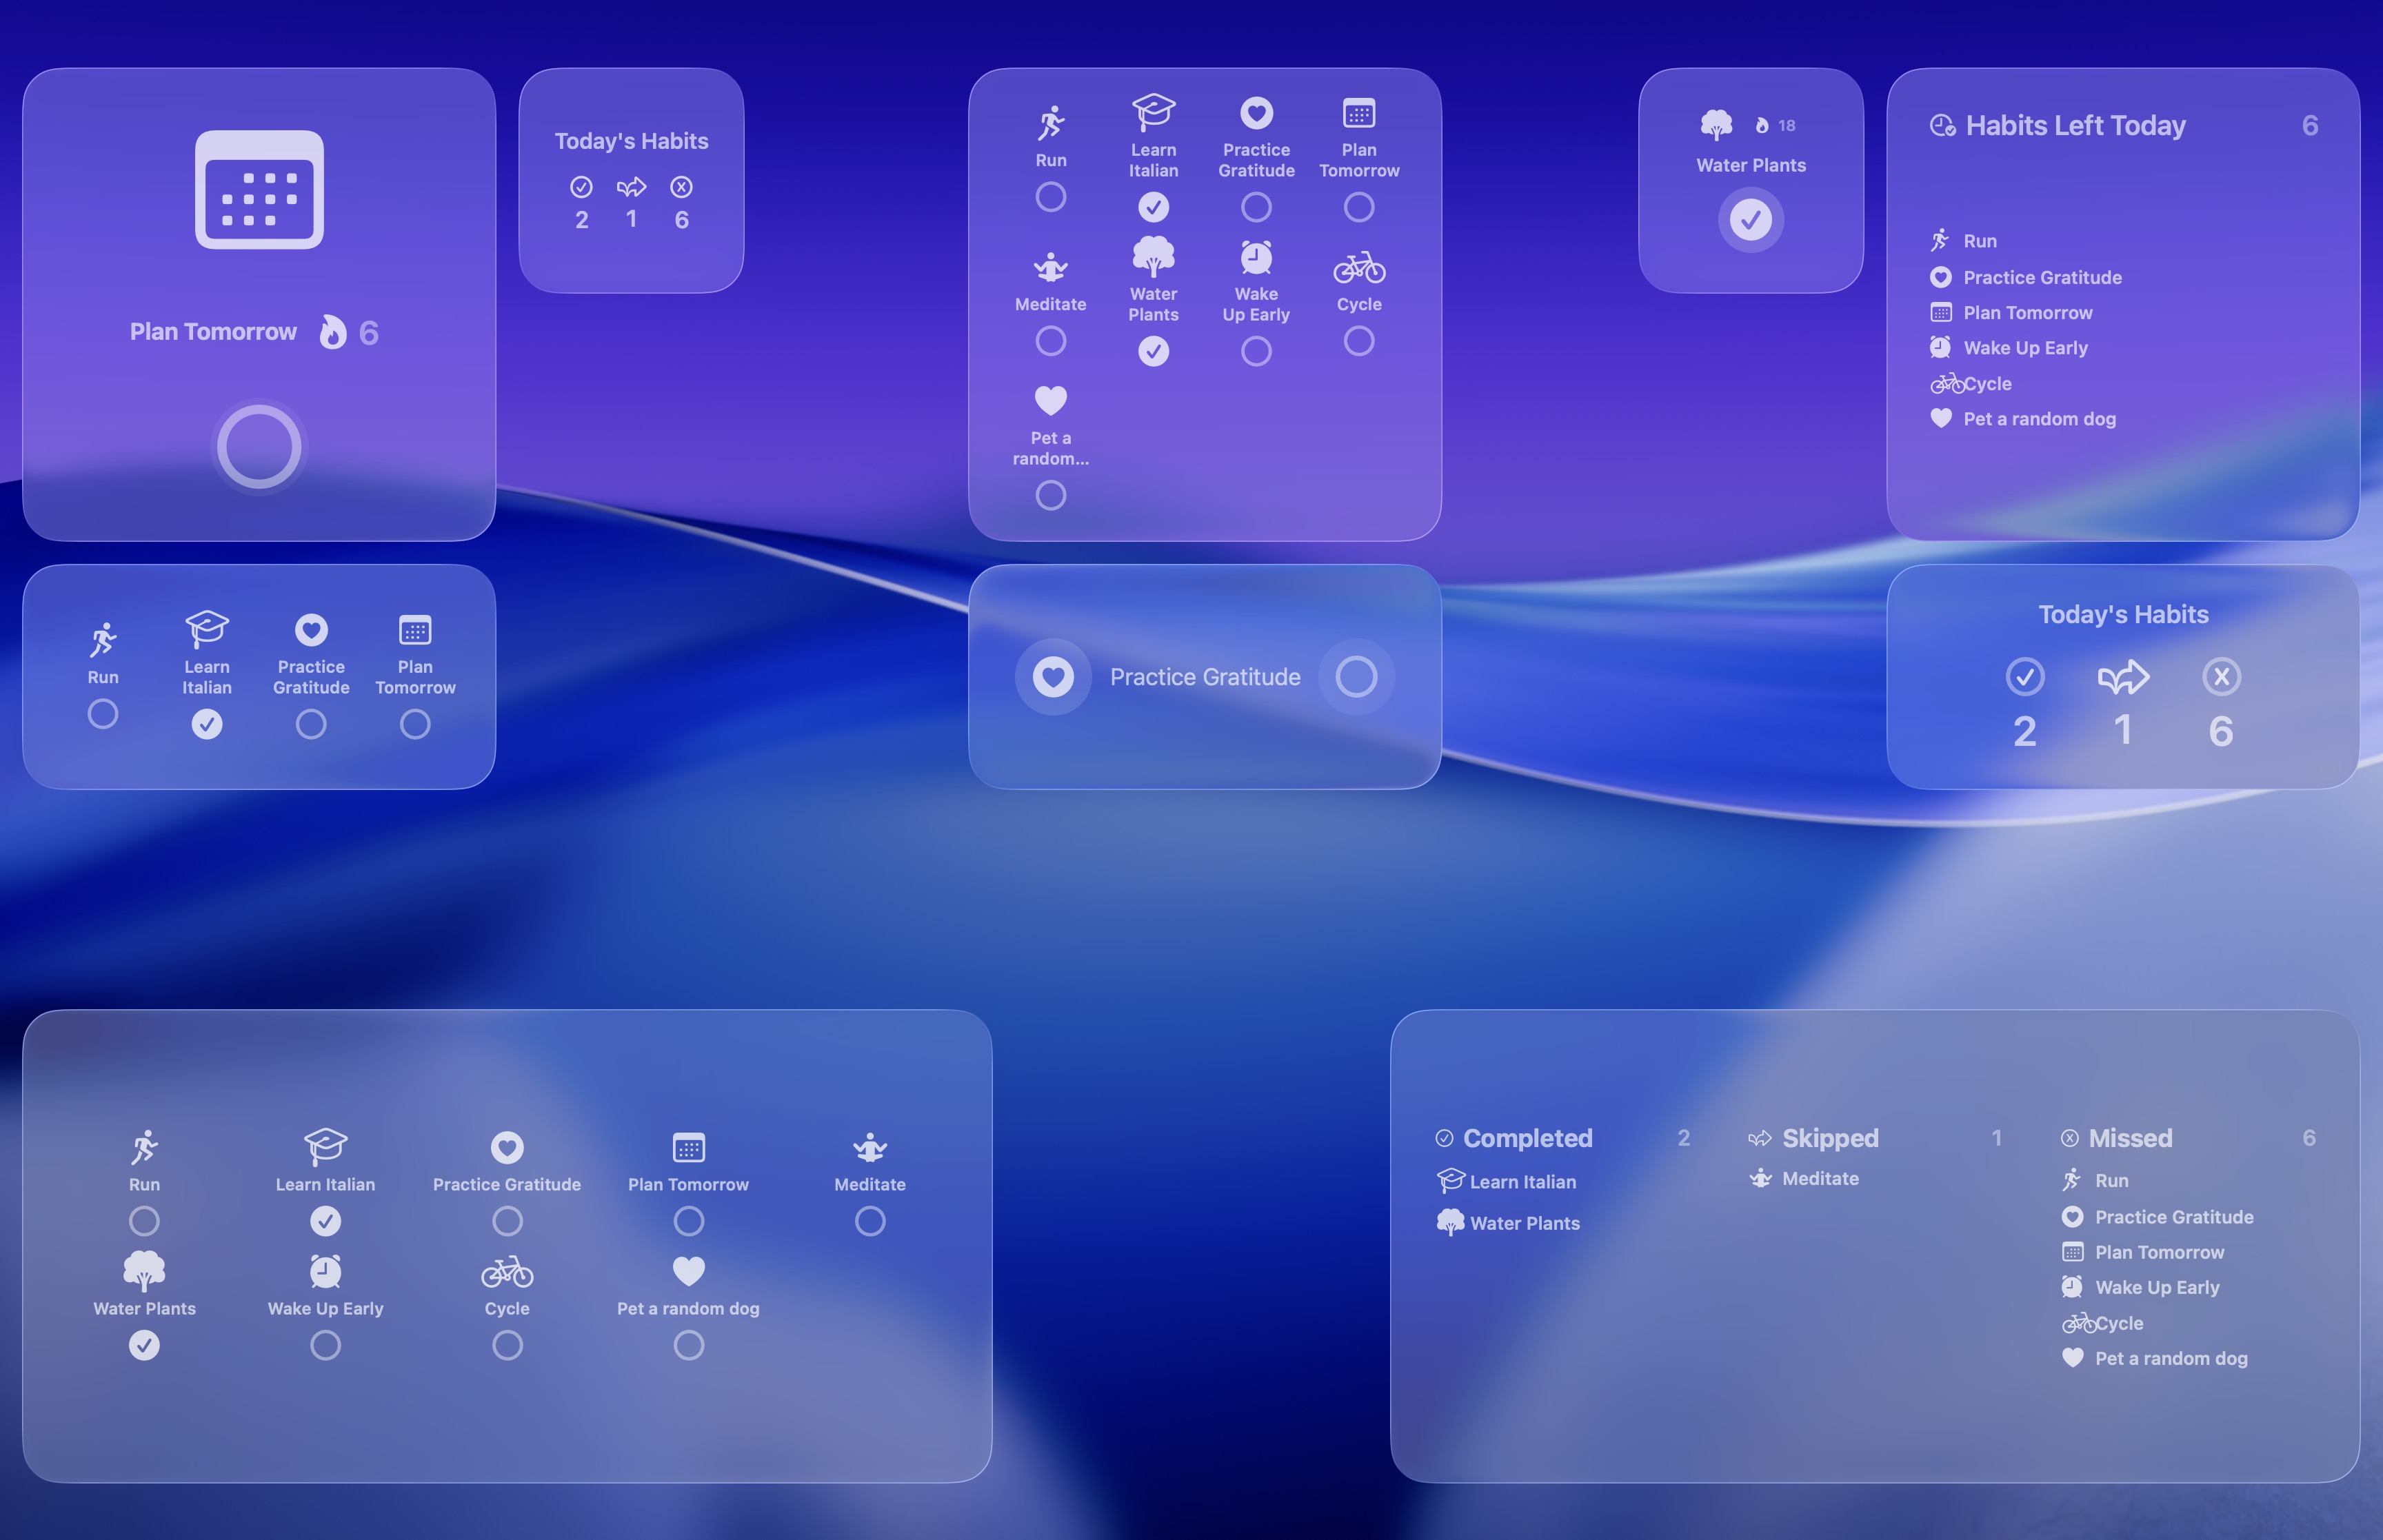 Plan Tomorrow 6
Today's Habits
2 1 6
Run
Learn
Italian
Practice
Gratitude
Plan
Tomorrow
Meditate
Water
Plants
Wake
Up Early
Cycle
Pet a
random...
18
Water Plants
Habits Left Today 6
Run
Practice Gratitude
Plan Tomorrow
Wake Up Early
Cycle
Pet a random dog
Run
Learn
Italian
Practice
Gratitude
Plan
Tomorrow
Practice Gratitude
Today's Habits
2 1 6
Run
Learn Italian
Practice Gratitude
Plan Tomorrow
Meditate
Water Plants
Wake Up Early
Cycle
Pet a random dog
Completed 2
Learn Italian
Water Plants
Skipped 1
Meditate
Missed 6
Run
Practice Gratitude
Plan Tomorrow
Wake Up Early
Cycle
Pet a random dog